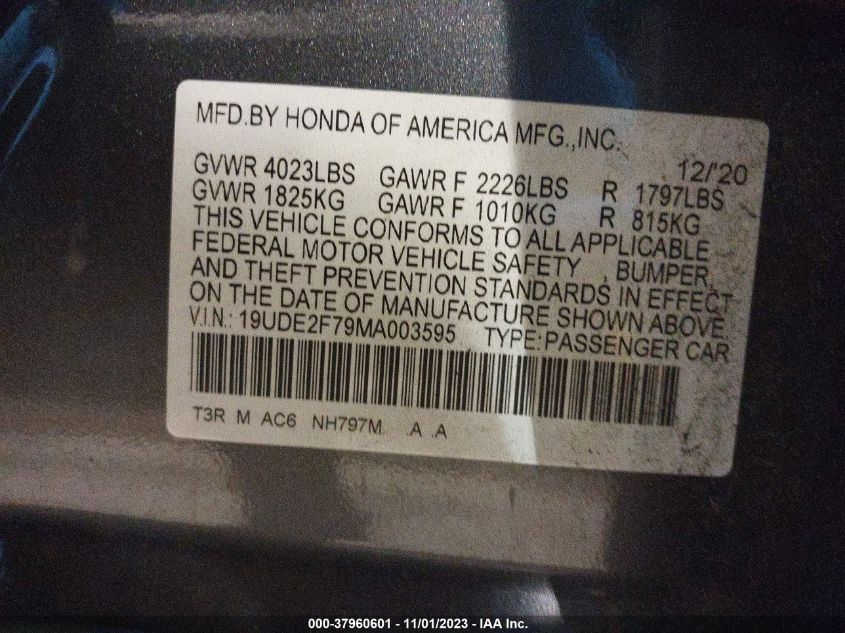 MFD.BY HONDA OF AMERICA MFG.,INC.
12/'20
GVWR 4023LBS GAWR F 2226LBS R 1797LBS
GVWR 1825KG GAWR F 1010KG R 815KG
THIS VEHICLE CONFORMS TO ALL APPLICABLE
FEDERAL MOTOR VEHICLE SAFETY , BUMPER,
AND THEFT PREVENTION STANDARDS IN EFFECT
ON THE DATE OF MANUFACTURE SHOWN ABOVE.
V.I.N.: 19UDE2F79MA003595 TYPE:PASSENGER CAR
T3R M AC6 NH797M .A .A
000-37960601 - 11/01/2023 - IAA Inc.